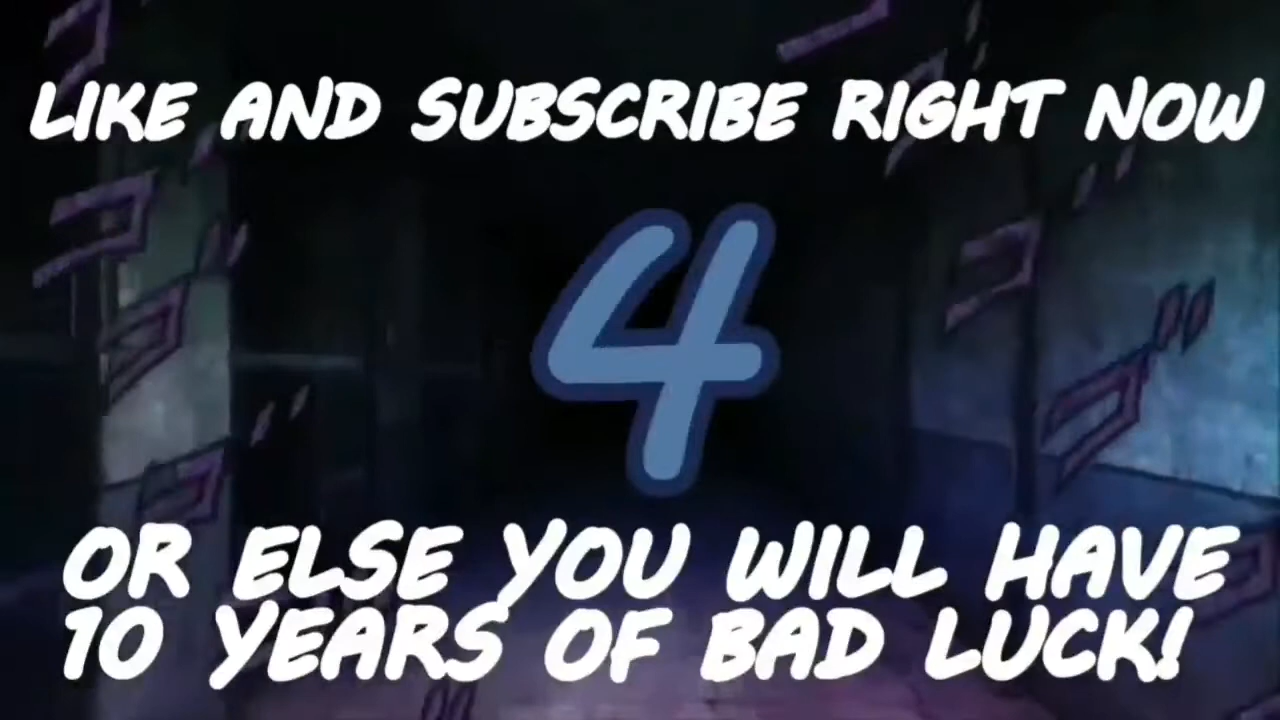 LIKE AND SUBSCRIBE RIGHT NOW
4
OR ELSE YOU WILL HAVE
10 YEARS OF BAD LUCK!